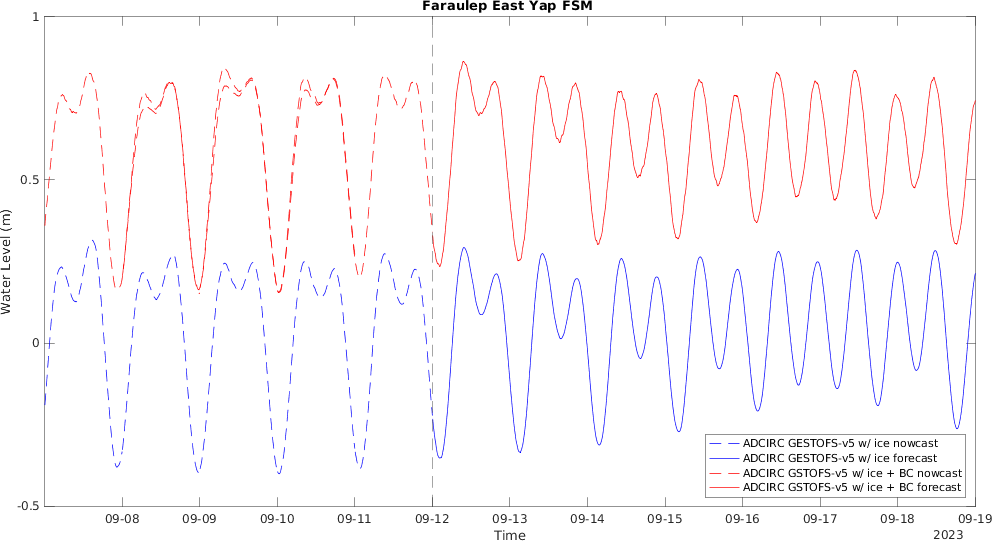 Faraulep East Yap FSM
1
0.5
0
-0.5
Water Level (m)
ADCIRC GESTOFS-v5 w/ ice nowcast
ADCIRC GESTOFS-v5 w/ ice forecast
ADCIRC GSTOFS-v5 w/ ice + BC nowcast
ADCIRC GSTOFS-v5 w/ ice + BC forecast
09-08 09-09 09-10 09-11 09-12 09-13 09-14 09-15 09-16 09-17 09-18 09-19
Time
2023